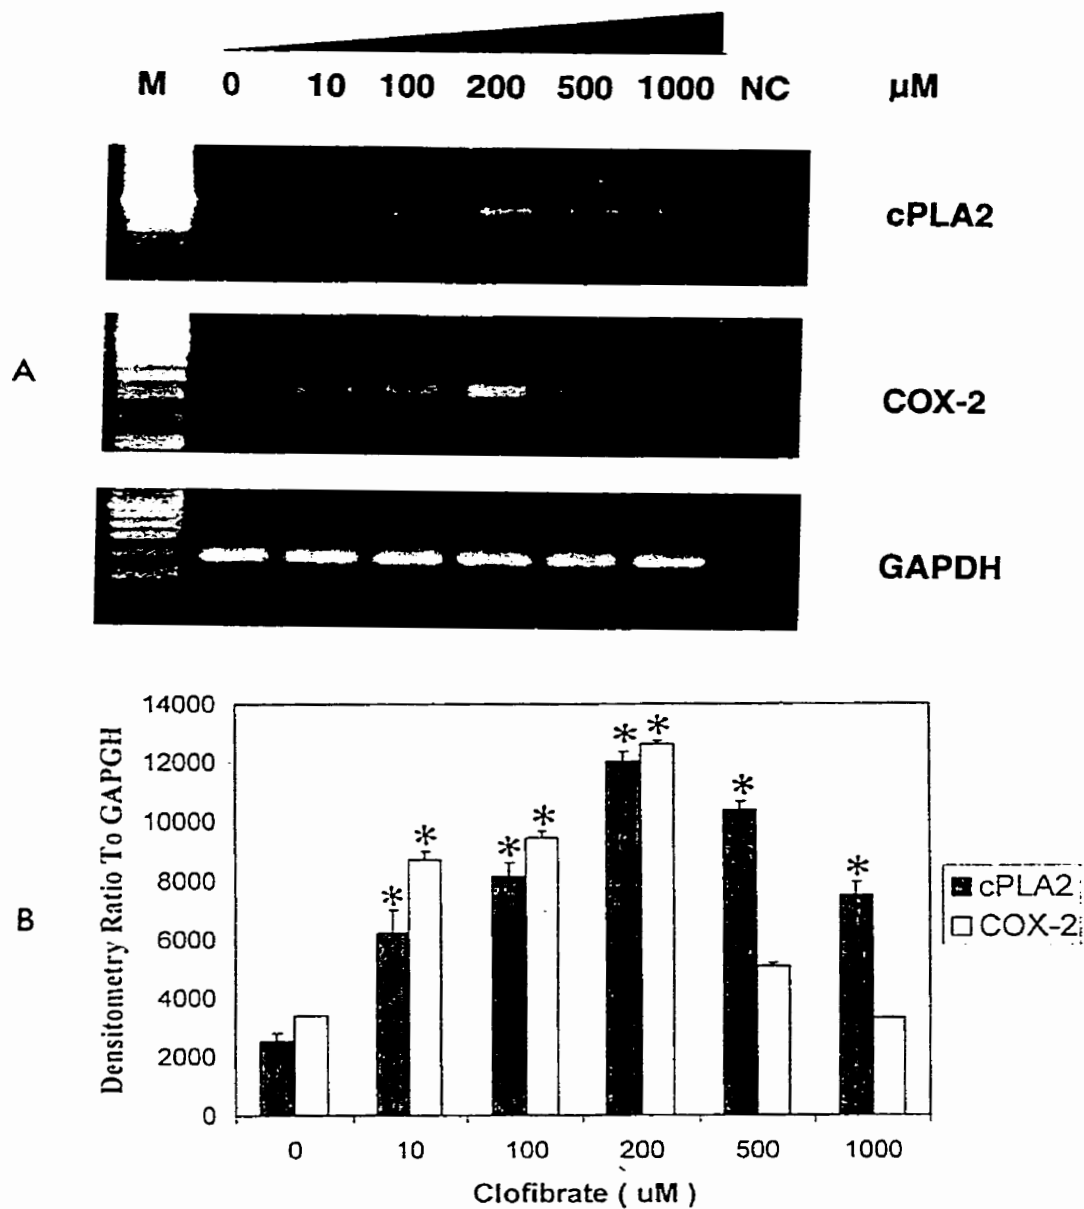 M 0 10 100 200 500 1000 NC µM
cPLA2
A
COX-2
GAPDH
B
Densitometry Ratio To GAPGH
14000
12000
10000
8000
6000
4000
2000
0
* * * * * * * *
cPLA2
COX-2
0 10 100 200 500 1000
Clofibrate ( uM )